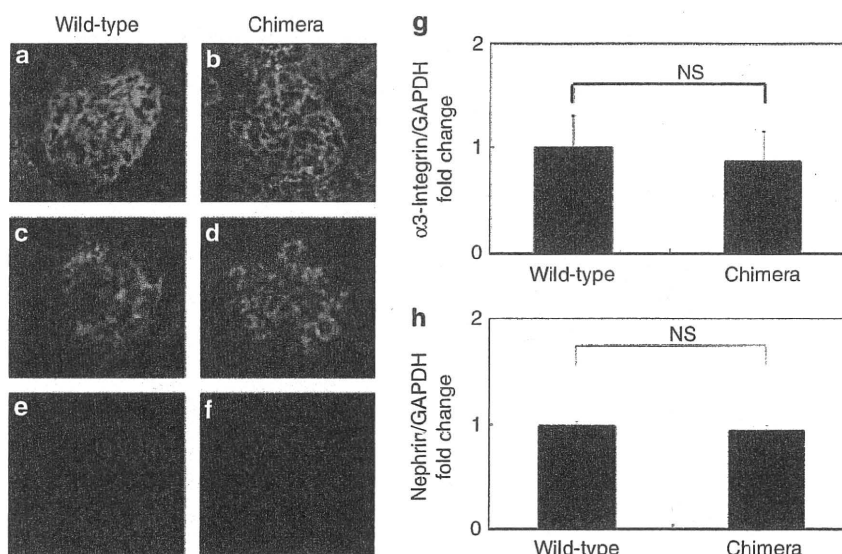 Wild-type Chimera
a b
c d
e f
g
2
1
0
α3-Integrin/GAPDH
fold change
NS
Wild-type Chimera
h
2
1
0
Nephrin/GAPDH
fold change
NS
Wild-type Chimera